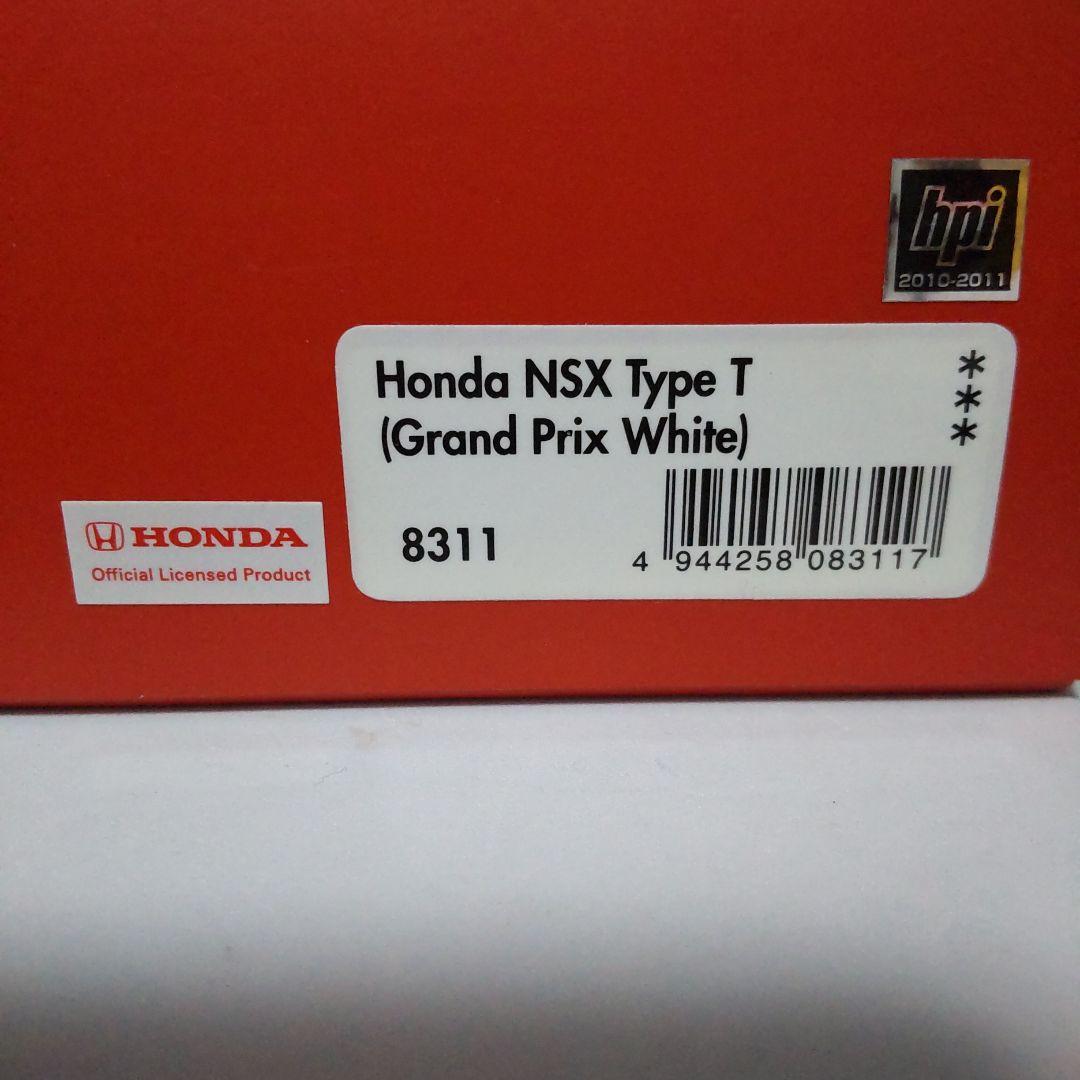 hpi
2010-2011
Honda NSX Type T
(Grand Prix White)
***
8311
4 944258 083117
HONDA
Official Licensed Product